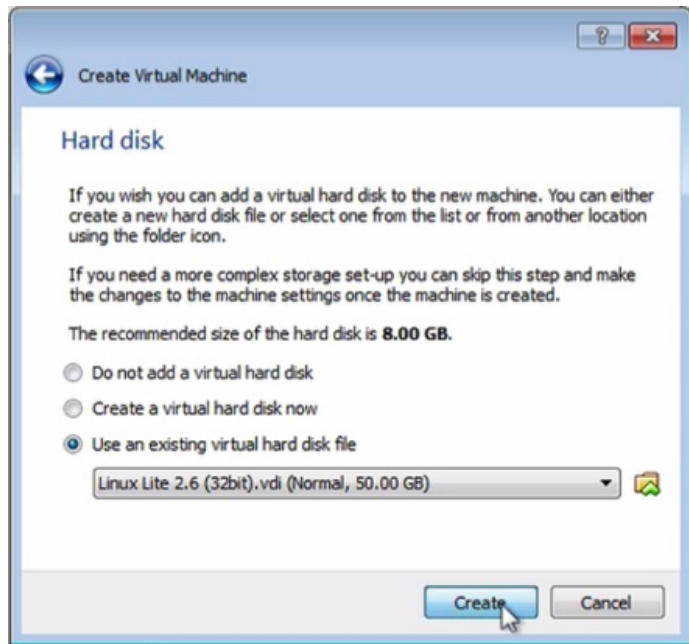 Create Virtual Machine
Hard disk
If you wish you can add a virtual hard disk to the new machine. You can either
create a new hard disk file or select one from the list or from another location
using the folder icon.
If you need a more complex storage set-up you can skip this step and make
the changes to the machine settings once the machine is created.
The recommended size of the hard disk is 8.00 GB.
Do not add a virtual hard disk
Create a virtual hard disk now
Use an existing virtual hard disk file
Linux Lite 2.6 (32bit).vdi (Normal, 50.00 GB)
Create Cancel